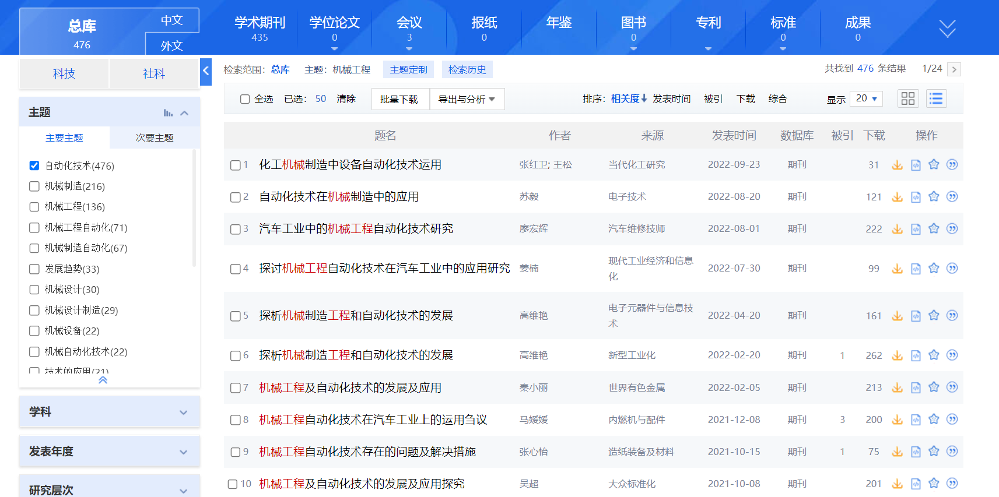 总库
476
中文
外文
学术期刊
435
学位论文
0
会议
3
报纸
0
年鉴
图书
0
专利
标准
0
成果
0
科技
社科
检索范围：总库 主题：机械工程 主题定制 检索历史
共找到 476 条结果 1/24
全选 已选：50 清除 批量下载 导出与分析
排序：相关度 发表时间 被引 下载 综合
显示 20
主题
主要主题 次要主题
自动化技术(476)
机械制造(216)
机械工程(136)
机械工程自动化(71)
机械制造自动化(67)
发展趋势(33)
机械设计(30)
机械设计制造(29)
机械设备(22)
机械自动化技术(22)
技术的应用(21)
学科
发表年度
研究层次
题名 作者 来源 发表时间 数据库 被引 下载 操作
1 化工机械制造中设备自动化技术运用 张红卫; 王松 当代化工研究 2022-09-23 期刊 31
2 自动化技术在机械制造中的应用 苏毅 电子技术 2022-08-20 期刊 121
3 汽车工业中的机械工程自动化技术研究 廖宏辉 汽车维修技师 2022-08-01 期刊 222
4 探讨机械工程自动化技术在汽车工业中的应用研究 姜楠 现代工业经济和信息
化 2022-07-30 期刊 99
5 探析机械制造工程和自动化技术的发展 高维艳 电子元器件与信息技
术 2022-04-20 期刊 161
6 探析机械制造工程和自动化技术的发展 高维艳 新型工业化 2022-02-20 期刊 1 262
7 机械工程及自动化技术的发展及应用 秦小丽 世界有色金属 2022-02-05 期刊 213
8 机械工程自动化技术在汽车工业上的运用刍议 马媛媛 内燃机与配件 2021-12-08 期刊 3 200
9 机械工程自动化技术存在的问题及解决措施 张心怡 造纸装备及材料 2021-10-15 期刊 1 75
10 机械工程及自动化技术的发展及应用探究 吴超 大众标准化 2021-10-08 期刊 201